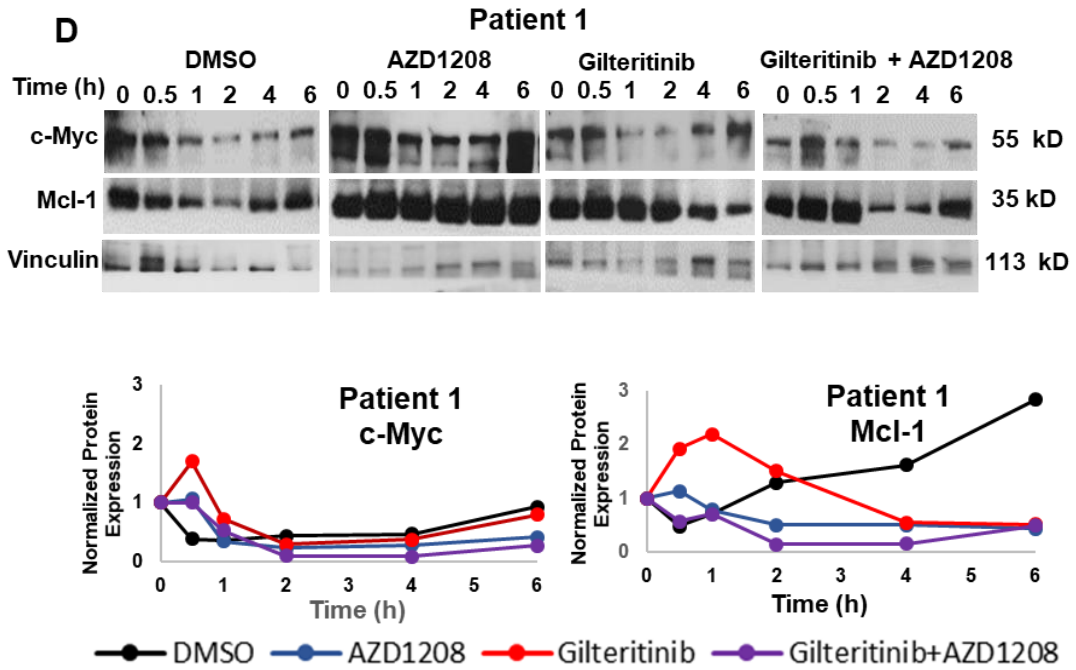 D
Patient 1
DMSO AZD1208 Gilteritinib Gilteritinib + AZD1208
Time (h) 0 0.5 1 2 4 6 0 0.5 1 2 4 6 0 0.5 1 2 4 6 0 0.5 1 2 4 6
c-Myc 55 kD
Mcl-1 35 kD
Vinculin 113 kD
Patient 1
c-Myc
Normalized Protein
Expression
3
2
1
0
0 1 2 3 4 5 6
Time (h)
Patient 1
Mcl-1
Normalized Protein
Expression
3
2
1
0
0 1 2 3 4 5 6
Time (h)
DMSO AZD1208 Gilteritinib Gilteritinib+AZD1208